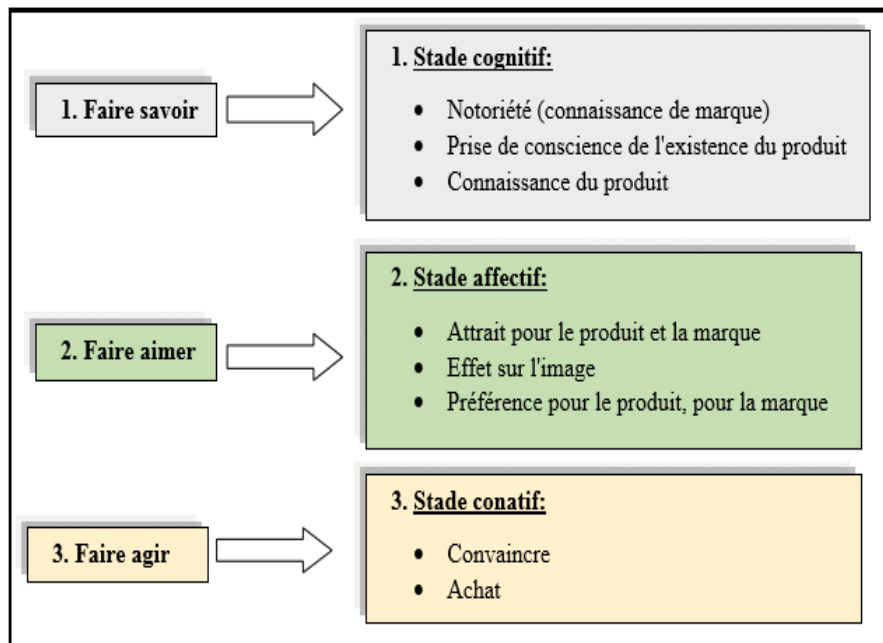 1. Faire savoir
1. Stade cognitif:
• Notoriété (connaissance de marque)
• Prise de conscience de l'existence du produit
• Connaissance du produit
2. Faire aimer
2. Stade affectif:
• Attrait pour le produit et la marque
• Effet sur l'image
• Préférence pour le produit, pour la marque
3. Faire agir
3. Stade conatif:
• Convaincre
• Achat